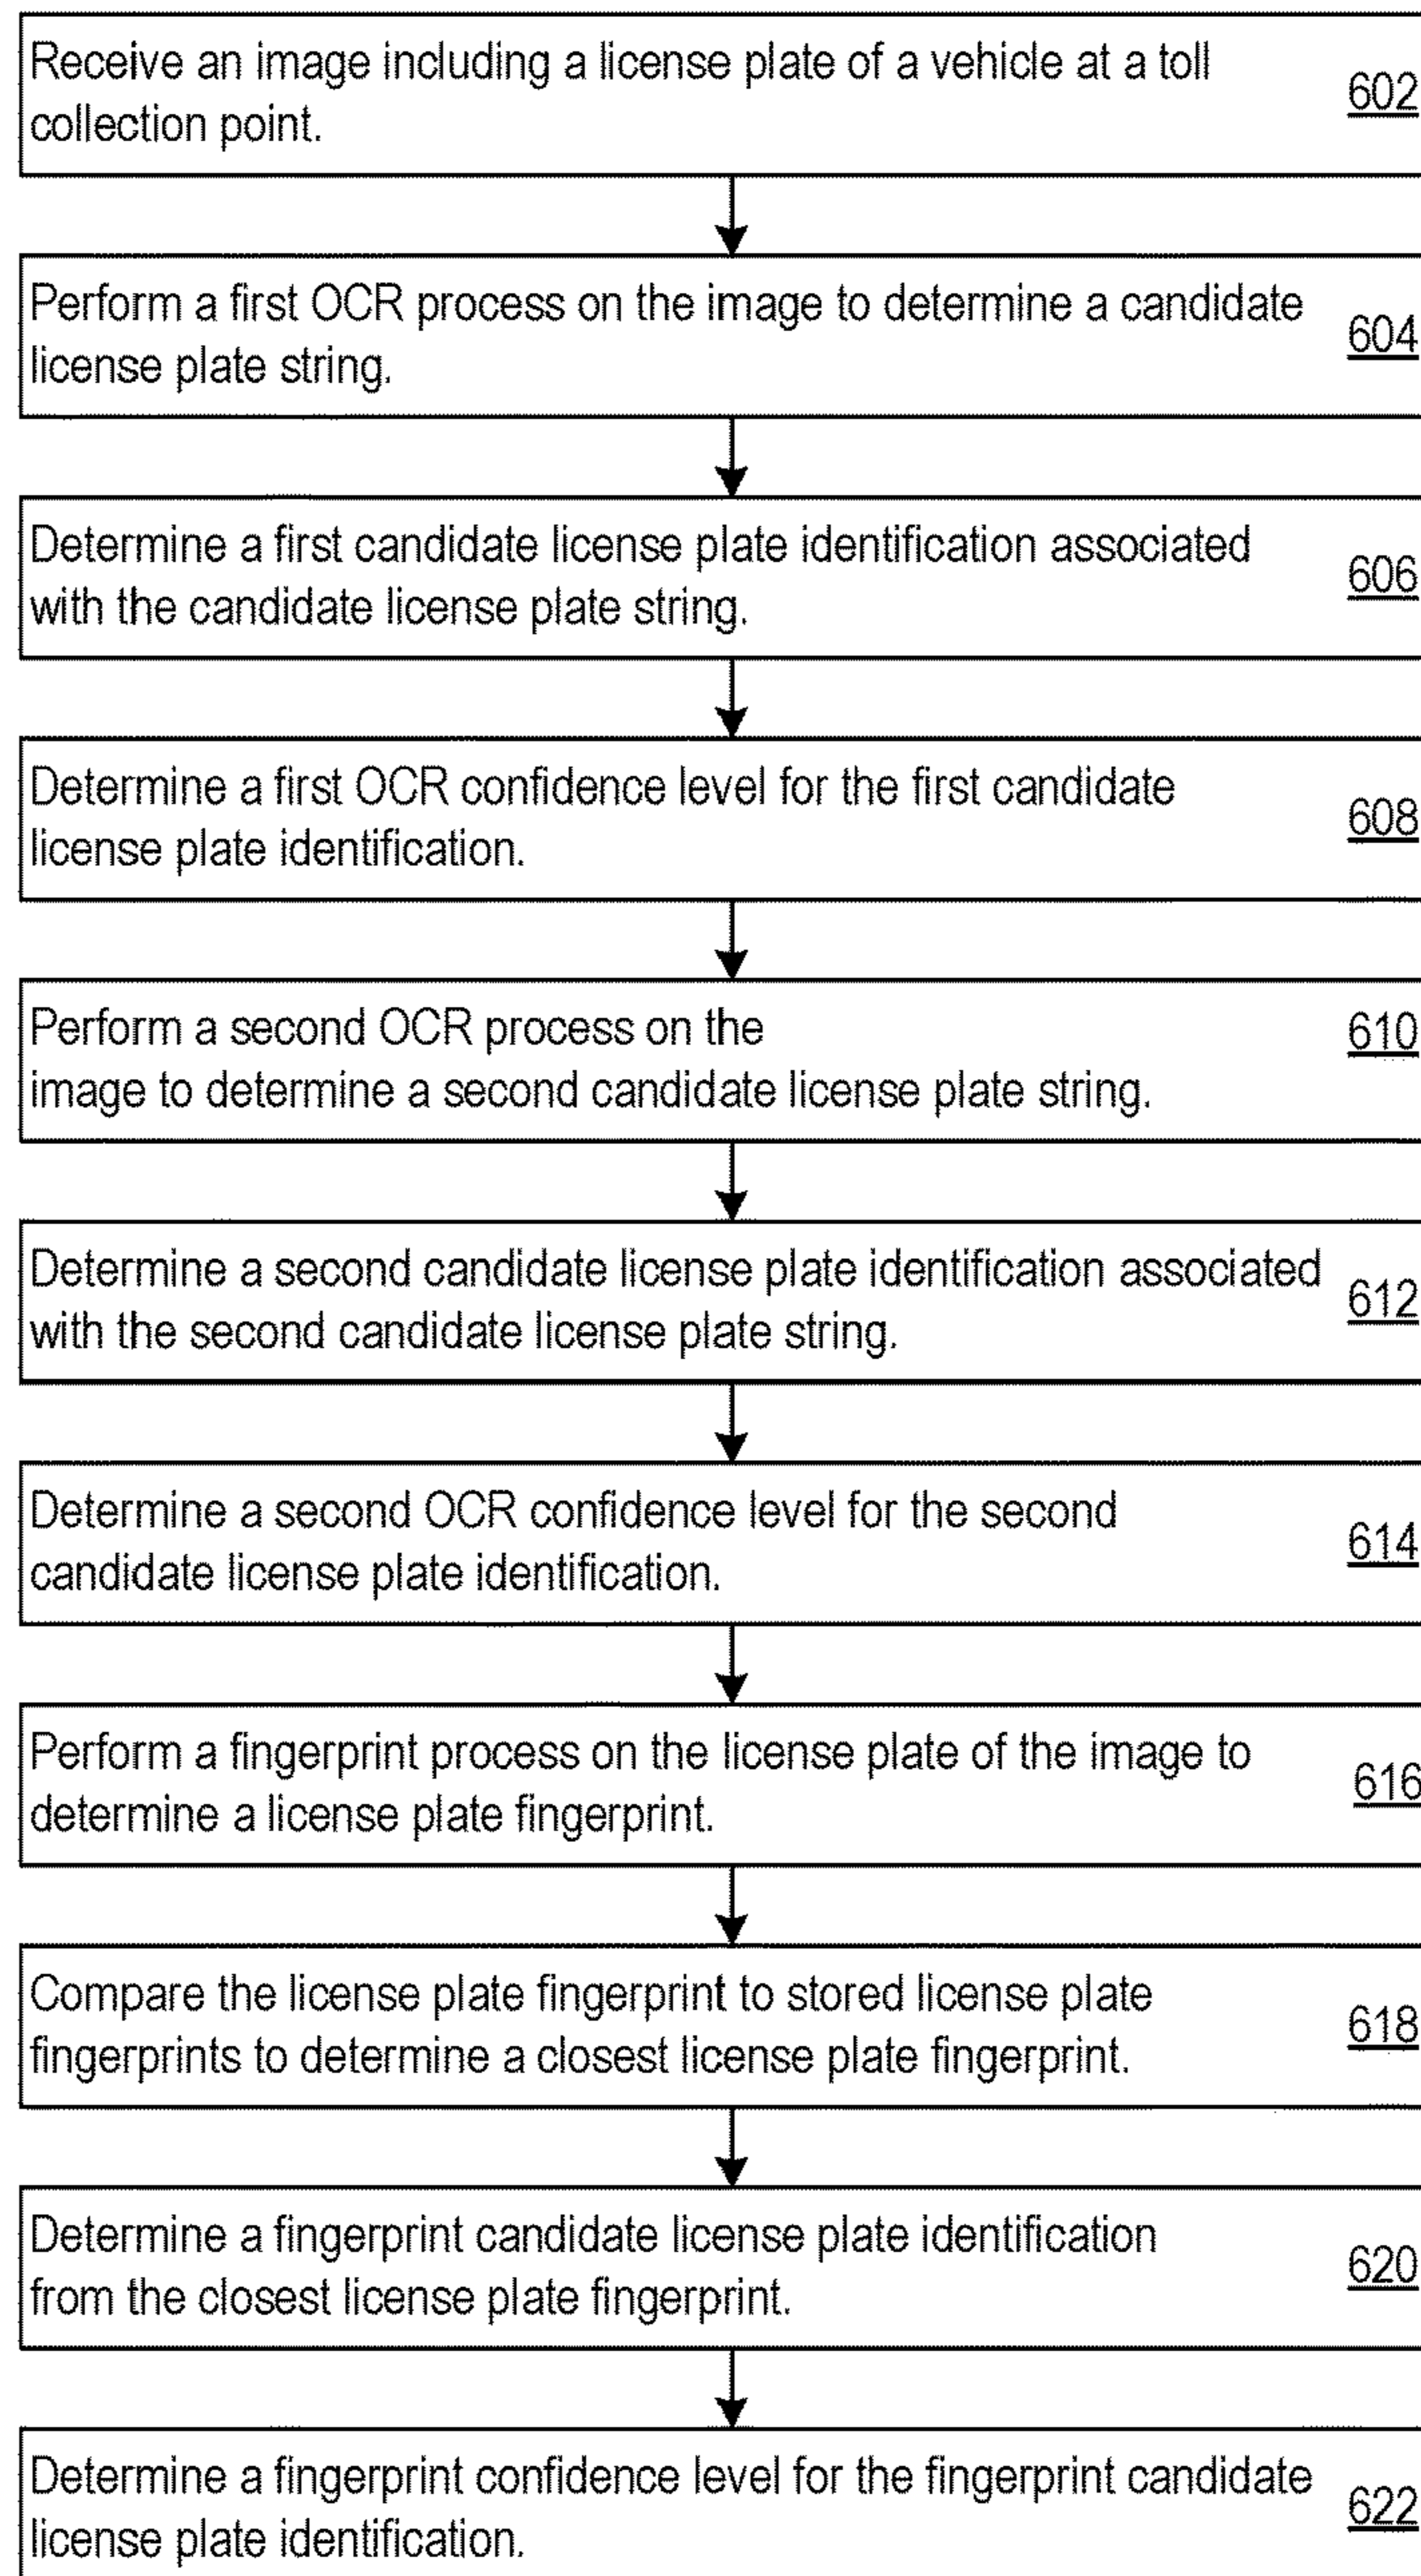 Receive an image including a license plate of a vehicle at a toll
collection point.
602
Perform a first OCR process on the image to determine a candidate
license plate string.
604
Determine a first candidate license plate identification associated
with the candidate license plate string.
606
Determine a first OCR confidence level for the first candidate
license plate identification.
608
Perform a second OCR process on the
610
image to determine a second candidate license plate string.
Determine a second candidate license plate identification associated
with the second candidate license plate string.
612
Determine a second OCR confidence level for the second
candidate license plate identification.
614
Perform a fingerprint process on the license plate of the image to
determine a license plate fingerprint.
616
Compare the license plate fingerprint to stored license plate
fingerprints to determine a closest license plate fingerprint.
618
Determine a fingerprint candidate license plate identification
from the closest license plate fingerprint.
620
Determine a fingerprint confidence level for the fingerprint candidate
license plate identification.
622